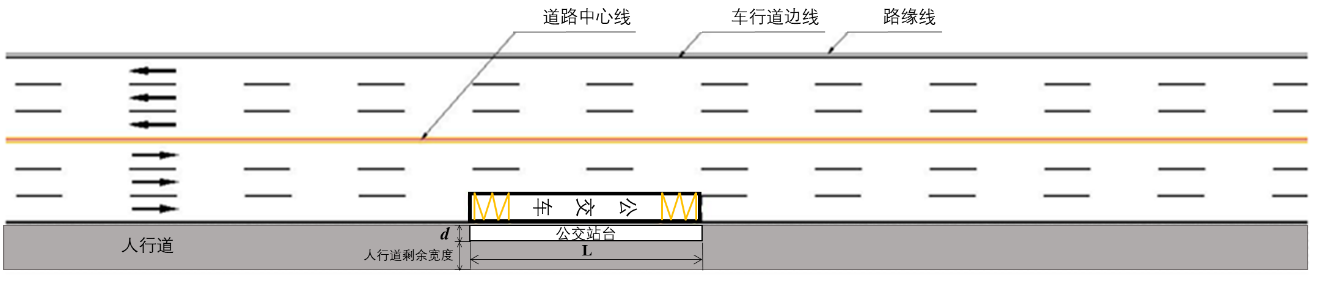 道路中心线
车行道边线
路缘线
公交车
d
公交站台
人行道
人行道剩余宽度
L